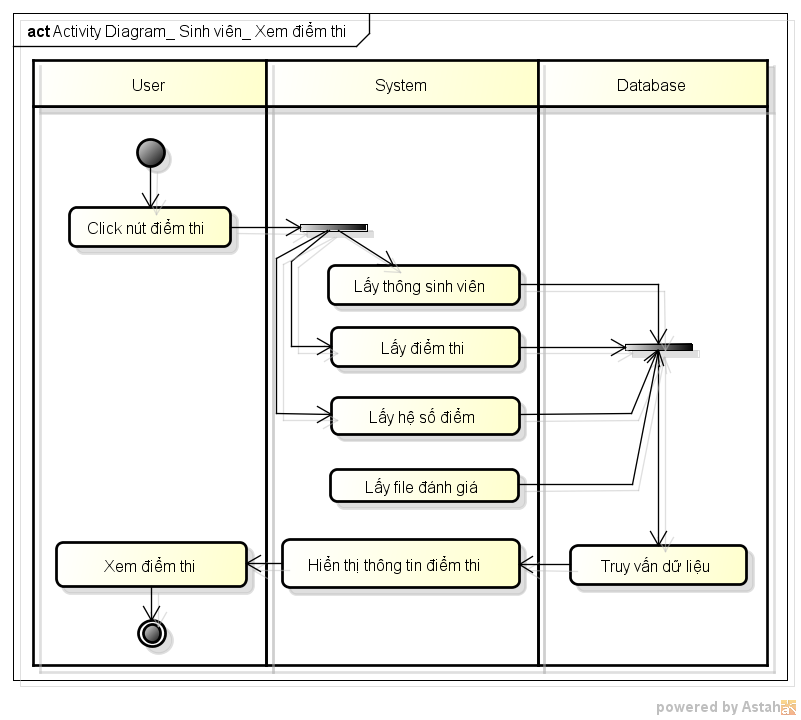 act Activity Diagram_ Sinh viên_ Xem điểm thi
User
System
Database
Click nút điểm thi
Lấy thông sinh viên
Lấy điểm thi
Lấy hệ số điểm
Lấy file đánh giá
Xem điểm thi
Hiển thị thông tin điểm thi
Truy vấn dữ liệu
powered by Astah